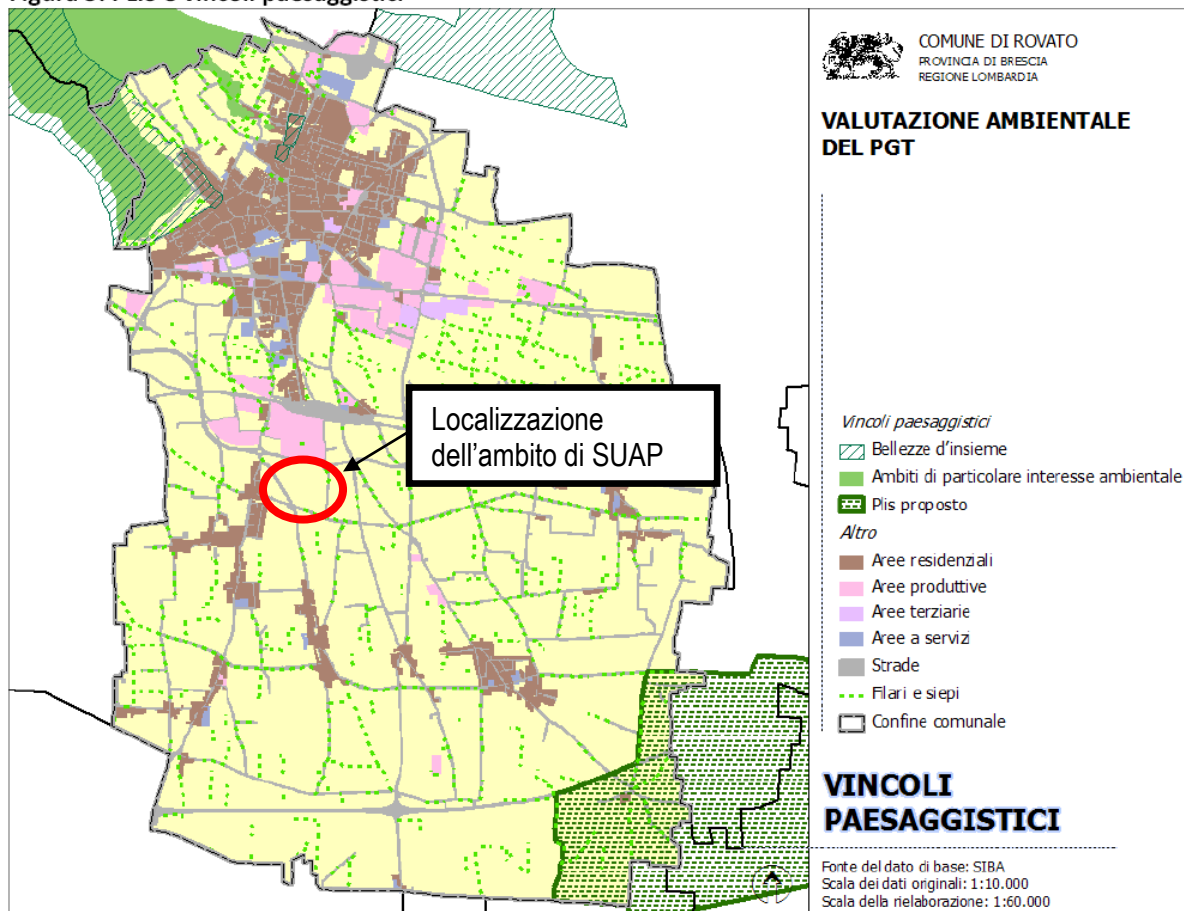 COMUNE DI ROVATO
PROVINCIA DI BRESCIA
REGIONE LOMBARDIA
VALUTAZIONE AMBIENTALE
DEL PGT
Localizzazione
dell'ambito di SUAP
Vincoli paesaggistici
Bellezze d'insieme
Ambiti di particolare interesse ambientale
Plis proposto
Altro
Aree residenziali
Aree produttive
Aree terziarie
Aree a servizi
Strade
Filari e siepi
Confine comunale
VINCOLI
PAESAGGISTICI
Fonte del dato di base: SIBA
Scala dei dati originali: 1:10.000
Scala della rielaborazione: 1:60.000